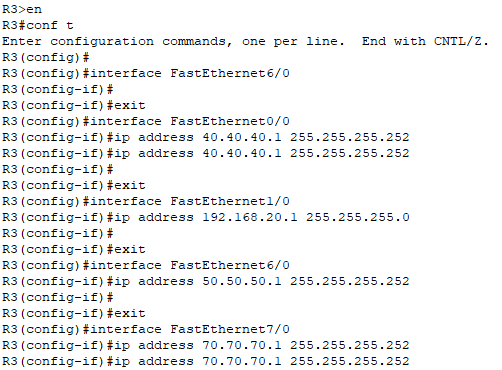 R3>en
R3#conf t
Enter configuration commands, one per line.  End with CNTL/Z.
R3(config)#
R3(config)#interface FastEthernet6/0
R3(config-if)#
R3(config-if)#exit
R3(config)#interface FastEthernet0/0
R3(config-if)#ip address 40.40.40.1 255.255.255.252
R3(config-if)#ip address 40.40.40.1 255.255.255.252
R3(config-if)#
R3(config-if)#exit
R3(config)#interface FastEthernet1/0
R3(config-if)#ip address 192.168.20.1 255.255.255.0
R3(config-if)#
R3(config-if)#exit
R3(config)#interface FastEthernet6/0
R3(config-if)#ip address 50.50.50.1 255.255.255.252
R3(config-if)#
R3(config-if)#exit
R3(config)#interface FastEthernet7/0
R3(config-if)#ip address 70.70.70.1 255.255.255.252
R3(config-if)#ip address 70.70.70.1 255.255.255.252